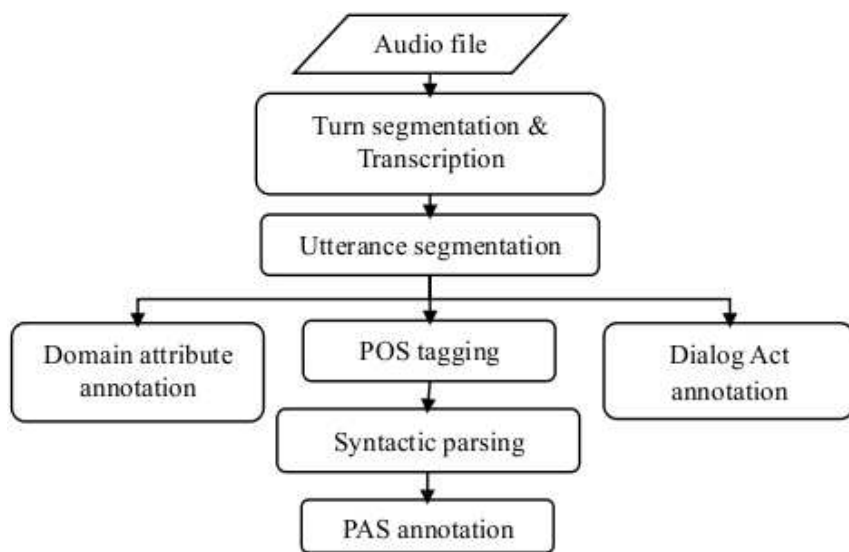 Audio file
Turn segmentation &
Transcription
Utterance segmentation
Domain attribute
annotation
POS tagging
Dialog Act
annotation
Syntactic parsing
PAS annotation